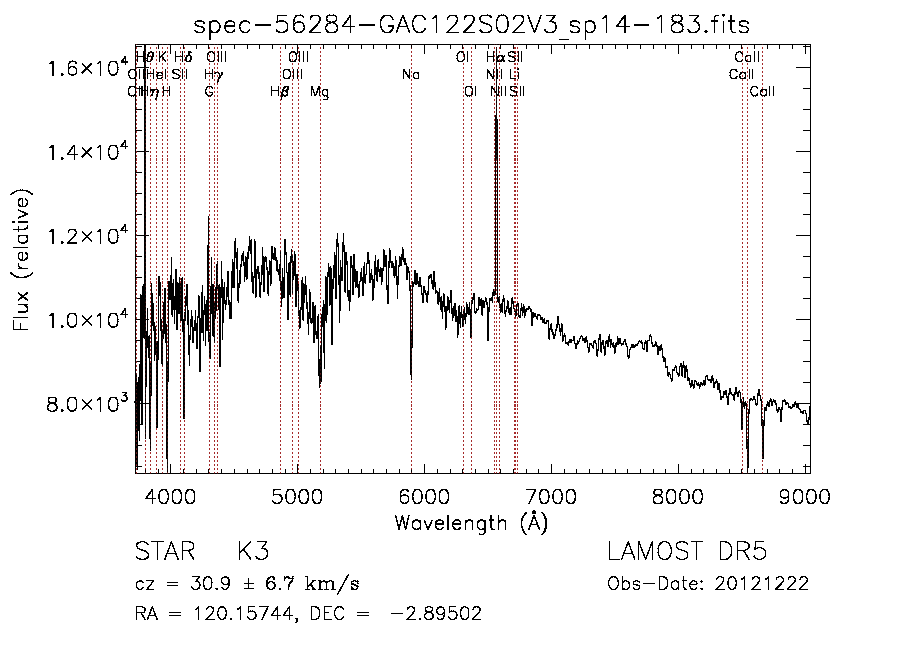 spec-56284-GAC122S02V3_sp14-183.fits
Hθ K Hδ OIII OIII OI Hα SII CaII
OII HeI SII Hγ OIII Na NII Li CaII
Hη H G Hβ Mg OI NII SII CaII
1.6×10⁴
1.4×10⁴
1.2×10⁴
1.0×10⁴
8.0×10³
Flux (relative)
4000 5000 6000 7000 8000 9000
Wavelength (Å)
STAR K3 LAMOST DR5
cz = 30.9 ± 6.7 km/s Obs-Date: 20121222
RA = 120.15744, DEC = -2.89502